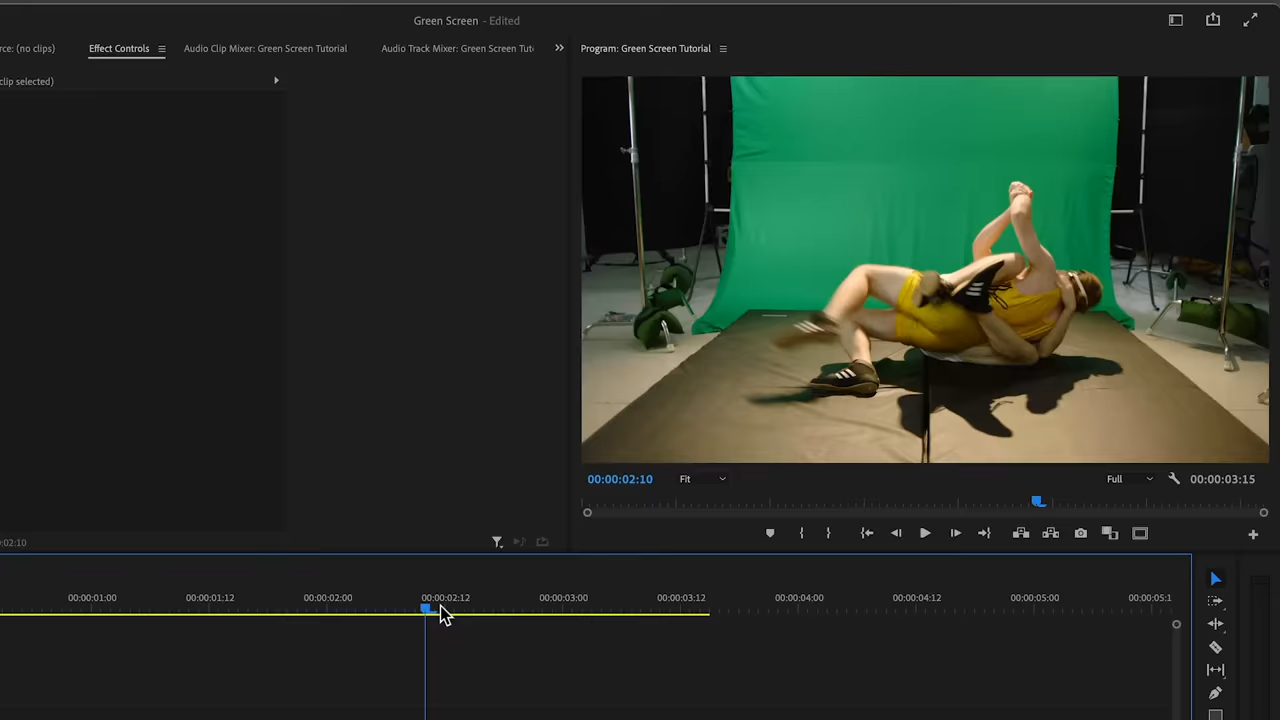 Green Screen - Edited
rce: (no clips)
Effect Controls
Audio Clip Mixer: Green Screen Tutorial
Audio Track Mixer: Green Screen Tut
Program: Green Screen Tutorial
clip selected)
00:00:02:10
Fit
Full
00:00:03:15
:02:10
00:00:01:00
00:00:01:12
00:00:02:00
00:00:02:12
00:00:03:00
00:00:03:12
00:00:04:00
00:00:04:12
00:00:05:00
00:00:05:1